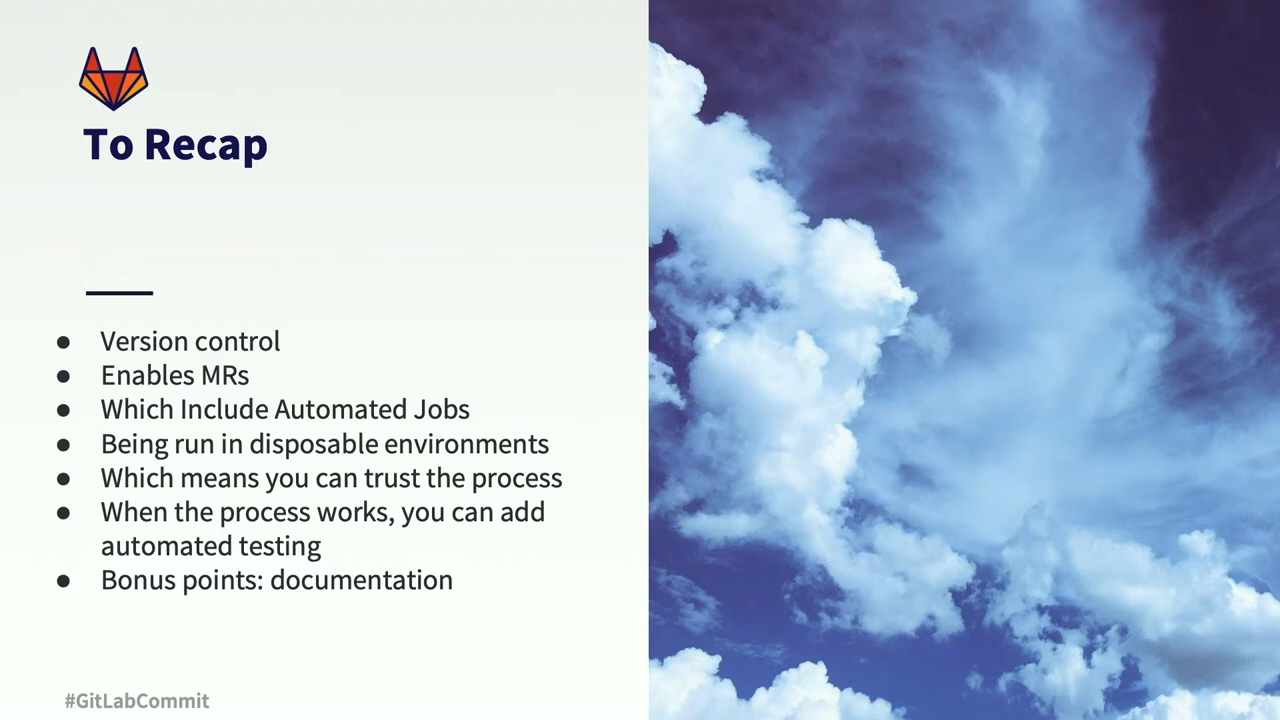 To Recap
● Version control
● Enables MRs
● Which Include Automated Jobs
● Being run in disposable environments
● Which means you can trust the process
● When the process works, you can add
automated testing
● Bonus points: documentation
#GitLabCommit